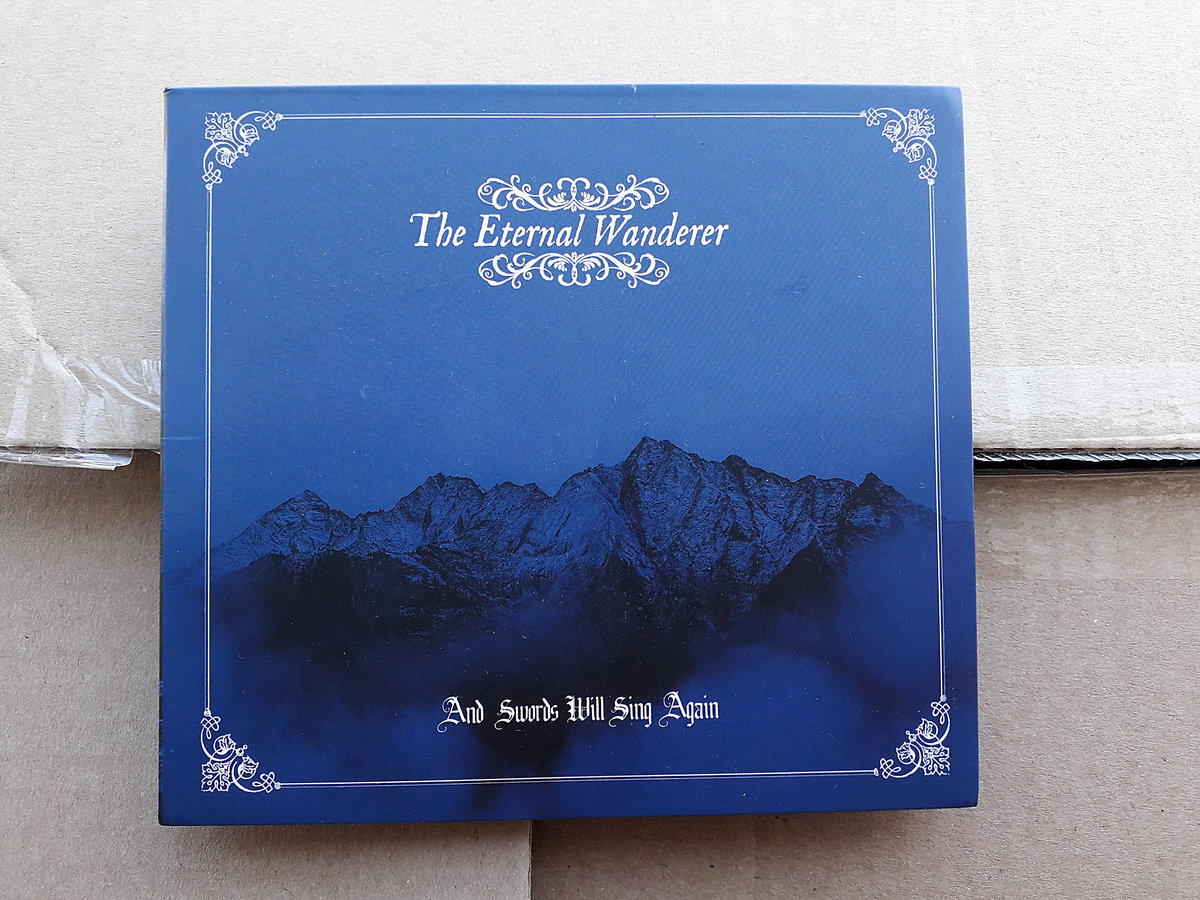 The Eternal Wanderer
And Swords Will Sing Again